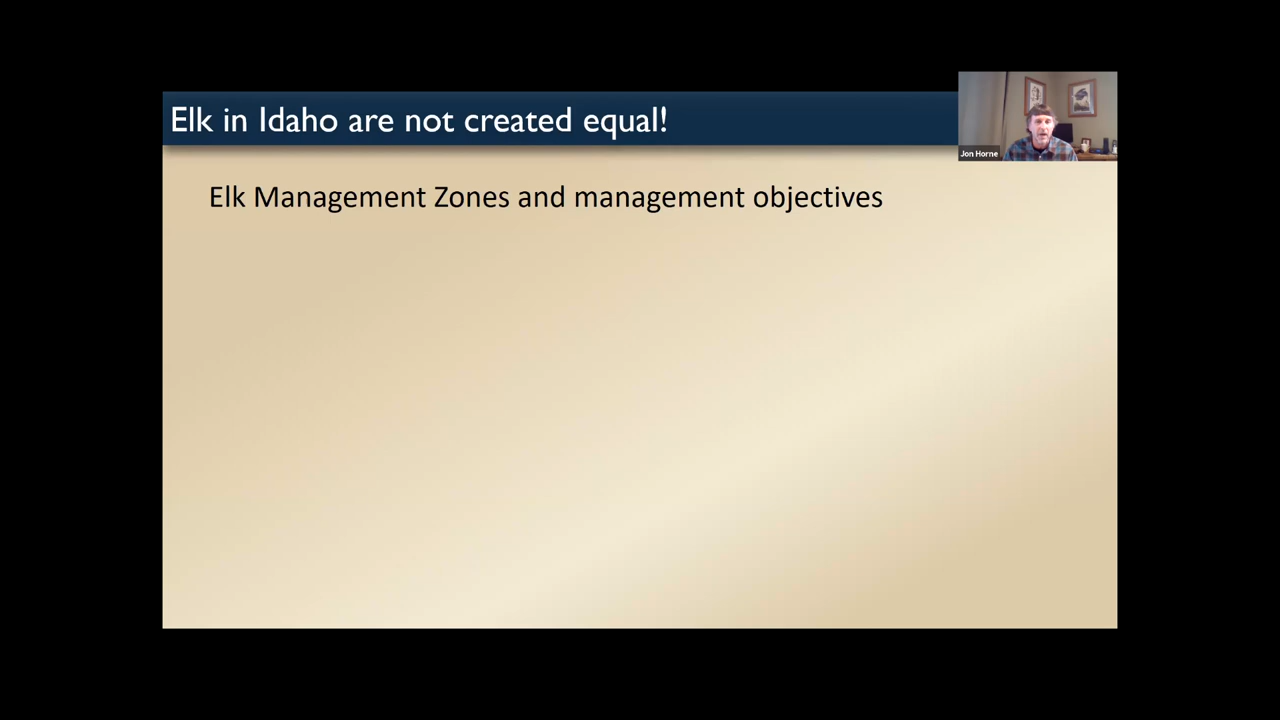 Elk in Idaho are not created equal!
Jon Horne
Elk Management Zones and management objectives